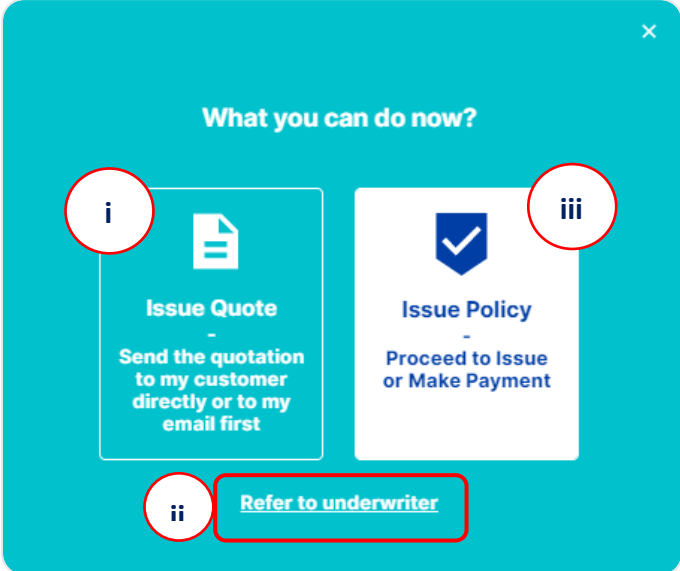 ×
What you can do now?
i
iii
Issue Quote
-
Send the quotation
to my customer
directly or to my
email first
Issue Policy
-
Proceed to Issue
or Make Payment
ii
Refer to underwriter